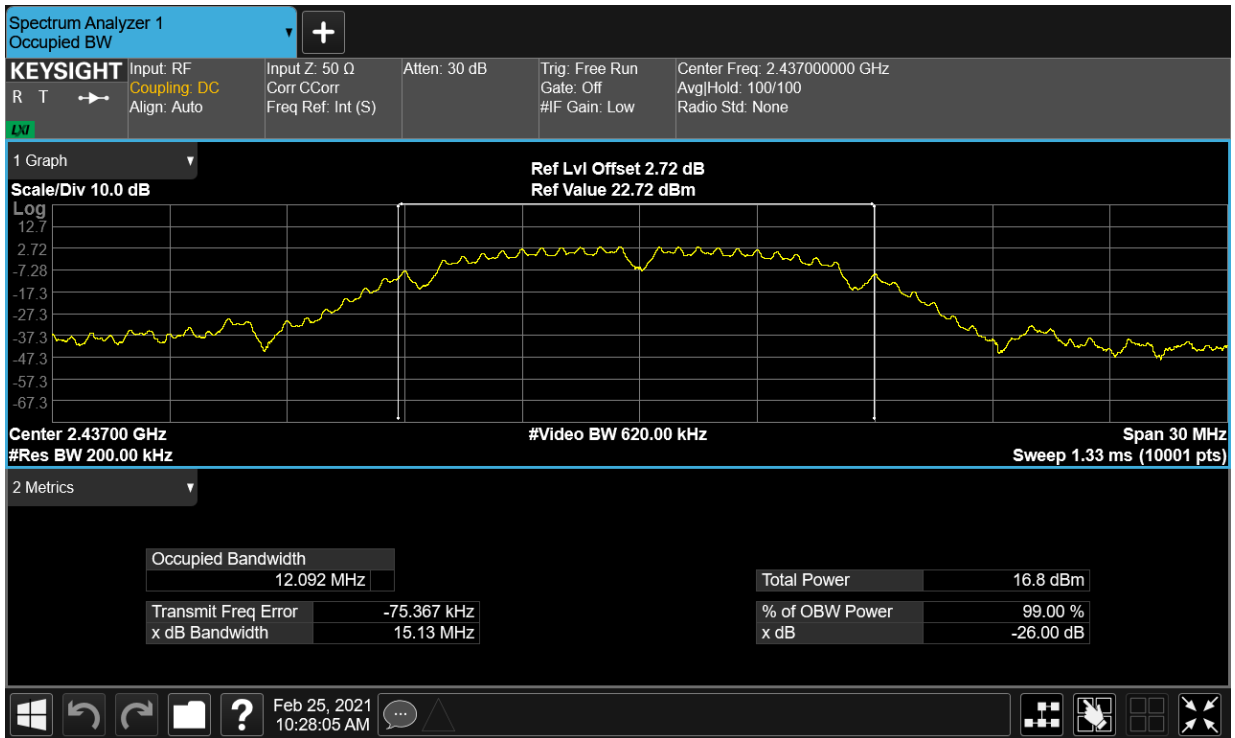 Spectrum Analyzer 1
Occupied BW
KEYSIGHT
R T
LXI
Input: RF
Coupling: DC
Align: Auto
Input Z: 50 Ω
Corr CCorr
Freq Ref: Int (S)
Atten: 30 dB
Trig: Free Run
Gate: Off
#IF Gain: Low
Center Freq: 2.437000000 GHz
Avg|Hold: 100/100
Radio Std: None
1 Graph
Scale/Div 10.0 dB
Ref Lvl Offset 2.72 dB
Ref Value 22.72 dBm
Log
12.7
2.72
-7.28
-17.3
-27.3
-37.3
-47.3
-57.3
-67.3
Center 2.43700 GHz
#Res BW 200.00 kHz
#Video BW 620.00 kHz
Span 30 MHz
Sweep 1.33 ms (10001 pts)
2 Metrics
Occupied Bandwidth
12.092 MHz
Transmit Freq Error -75.367 kHz
x dB Bandwidth 15.13 MHz
Total Power 16.8 dBm
% of OBW Power 99.00 %
x dB -26.00 dB
?
Feb 25, 2021
10:28:05 AM